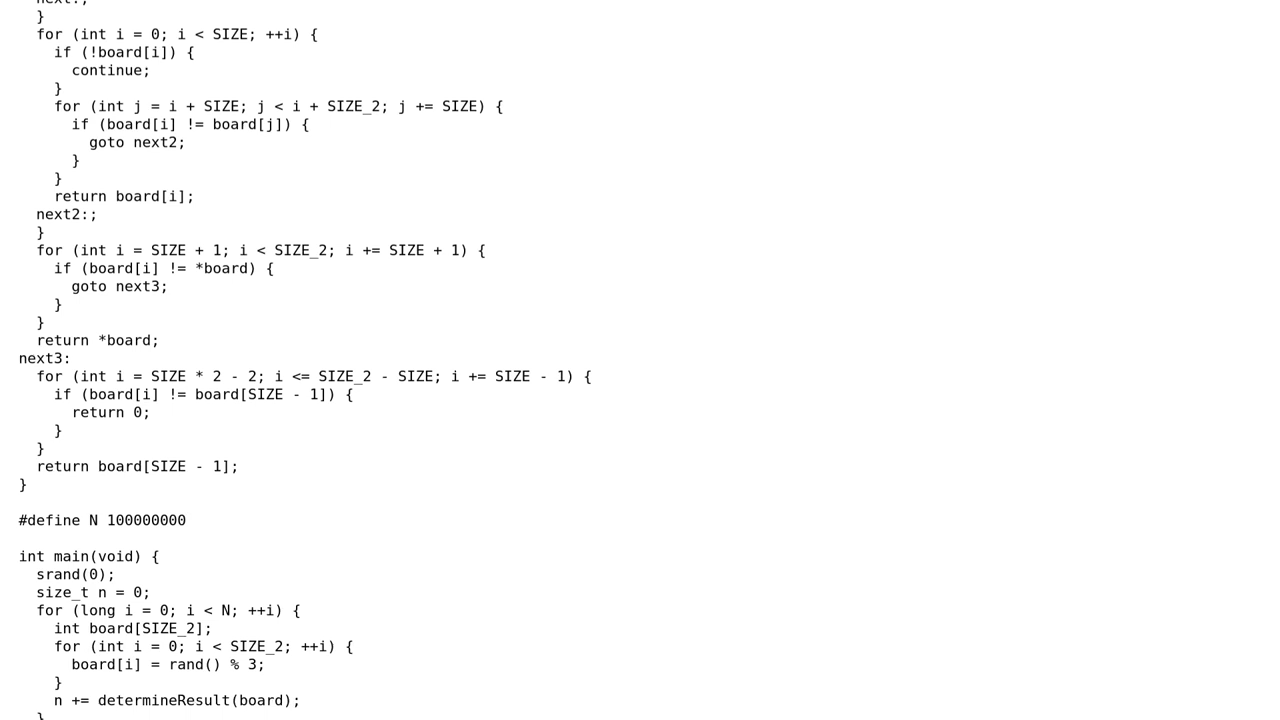 next:;
  }
  for (int i = 0; i < SIZE; ++i) {
    if (!board[i]) {
      continue;
    }
    for (int j = i + SIZE; j < i + SIZE_2; j += SIZE) {
      if (board[i] != board[j]) {
        goto next2;
      }
    }
    return board[i];
  next2:;
  }
  for (int i = SIZE + 1; i < SIZE_2; i += SIZE + 1) {
    if (board[i] != *board) {
      goto next3;
    }
  }
  return *board;
next3:
  for (int i = SIZE * 2 - 2; i <= SIZE_2 - SIZE; i += SIZE - 1) {
    if (board[i] != board[SIZE - 1]) {
      return 0;
    }
  }
  return board[SIZE - 1];
}

#define N 100000000

int main(void) {
  srand(0);
  size_t n = 0;
  for (long i = 0; i < N; ++i) {
    int board[SIZE_2];
    for (int i = 0; i < SIZE_2; ++i) {
      board[i] = rand() % 3;
    }
    n += determineResult(board);
  }